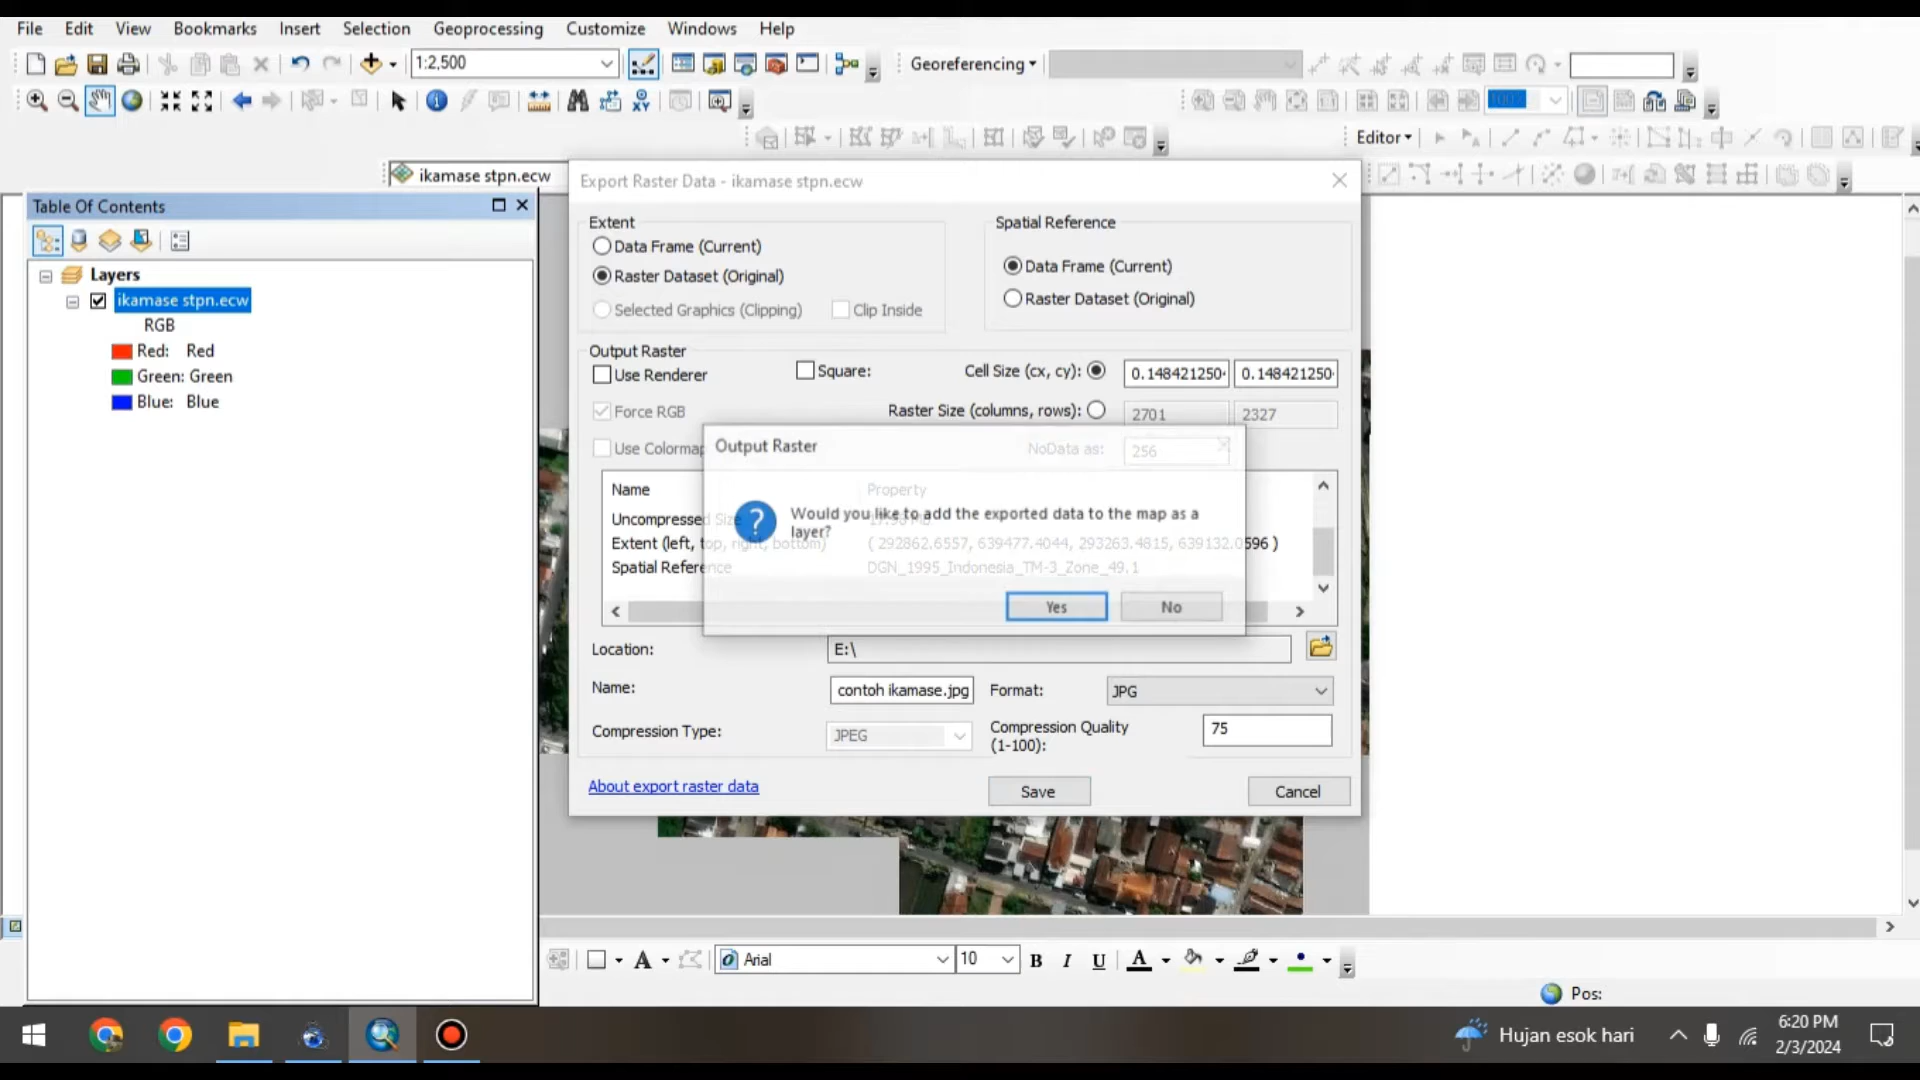 File Edit View Bookmarks Insert Selection Geoprocessing Customize Windows Help
1:2,500 Georeferencing
100%
Editor
ikamase stpn.ecw
Table Of Contents
Layers
ikamase stpn.ecw
RGB
Red: Red
Green: Green
Blue: Blue
Export Raster Data - ikamase stpn.ecw
Extent
Data Frame (Current)
Raster Dataset (Original)
Selected Graphics (Clipping) Clip Inside
Spatial Reference
Data Frame (Current)
Raster Dataset (Original)
Output Raster
Use Renderer Square: Cell Size (cx, cy): 0.148421250 0.148421250
Force RGB Raster Size (columns, rows): 2701 2327
Use Colormap NoData as: 256
Output Raster
Would you like to add the exported data to the map as a
layer?
Yes No
Name Property
Uncompressed Size
Extent (left, top, right, bottom) ( 292862.6557, 639477.4044, 293263.4815, 639132.0596 )
Spatial Reference DGN_1995_Indonesia_TM-3_Zone_49.1
Location: E:\
Name: contoh ikamase.jpg Format: JPG
Compression Type: JPEG Compression Quality
(1-100): 75
About export raster data Save Cancel
Arial 10 B I U A
Pos:
Hujan esok hari
6:20 PM
2/3/2024